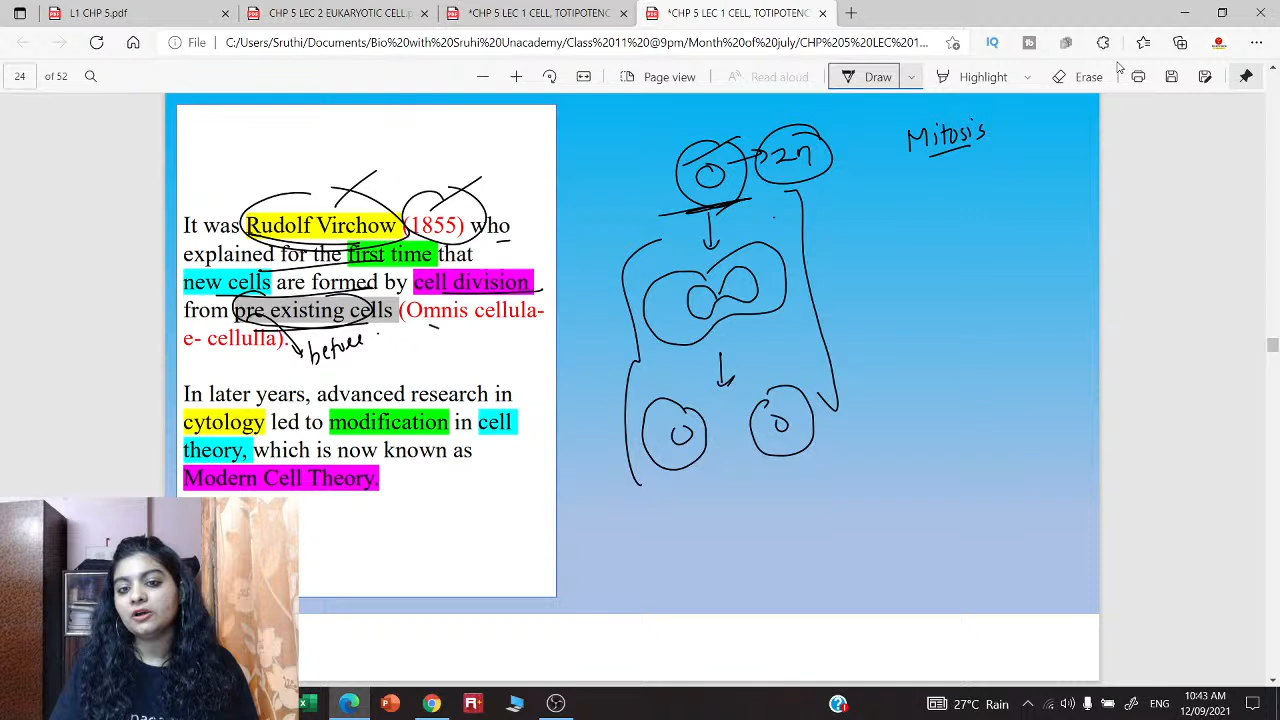 L1 CHP 5.pdf
CHP 5 LEC 2 EUKARYOTIC CELL.p
*CHP 5 LEC 1 CELL, TOTIPOTENC
*CHP 5 LEC 1 CELL, TOTIPOTENC
File
C:/Users/Sruthi/Documents/Bio%20with%20Sruhi%20Unacademy/Class%2011%20@9pm/Month%20of%20july/CHP%205%20LEC%201...
24 of 52
Page view
Read aloud
Draw
Highlight
Erase
Mitosis
2n
It was Rudolf Virchow (1855) who
explained for the first time that
new cells are formed by cell division
from pre existing cells (Omnis cellula-
e- cellulla).
before
In later years, advanced research in
cytology led to modification in cell
theory, which is now known as
Modern Cell Theory.
27°C Rain
ENG
10:43 AM
12/09/2021